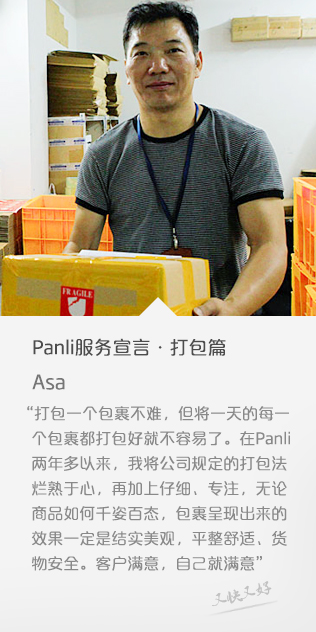 FRAGILE
Panli服务宣言·打包篇
Asa
“打包一个包裹不难，但将一天的每一
个包裹都打包好就不容易了。在Panli
两年多以来，我将公司规定的打包法
烂熟于心，再加上仔细、专注，无论
商品如何千姿百态，包裹呈现出来的
效果一定是结实美观，平整舒适、货
物安全。客户满意，自己就满意”
又快又好